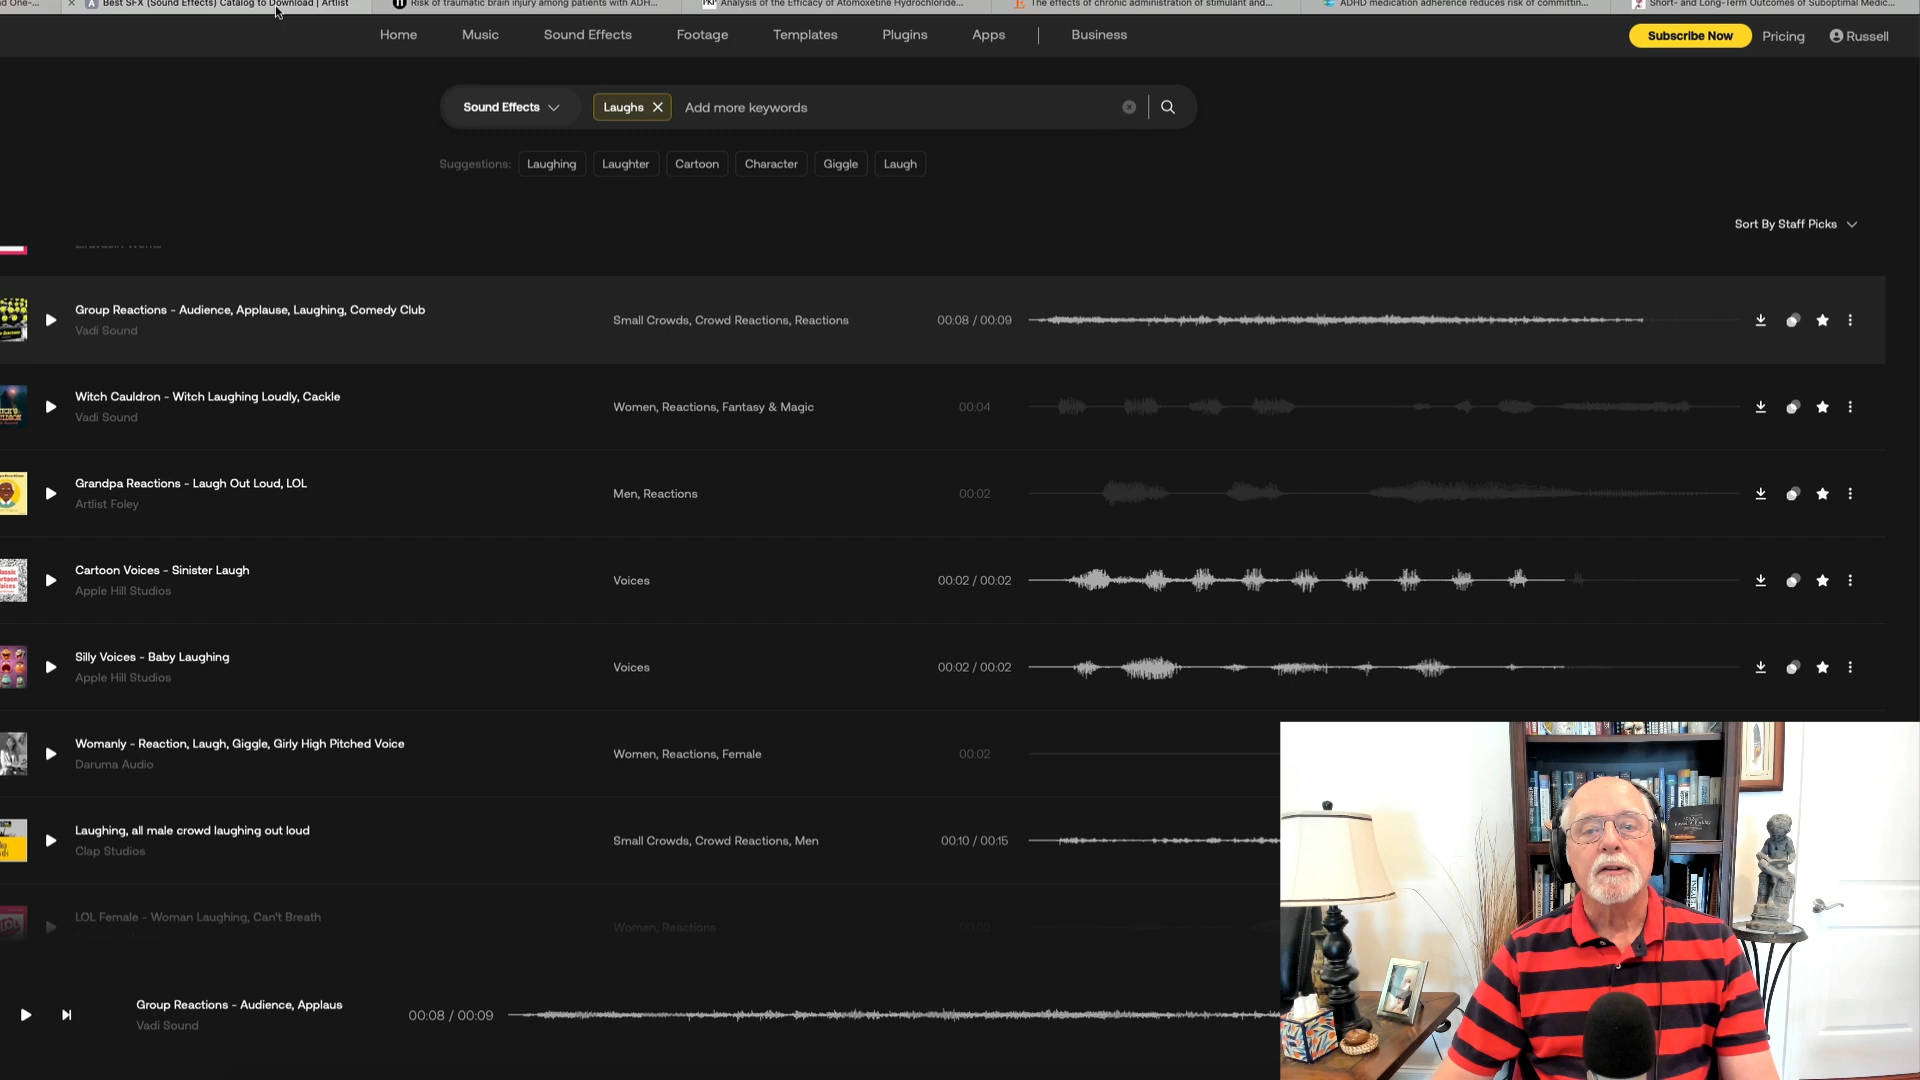 nd One-...
Best SFX (Sound Effects) Catalog to Download | Artlist
Risk of traumatic brain injury among patients with ADH...
Analysis of the Efficacy of Atomoxetine Hydrochloride...
The effects of chronic administration of stimulant and...
ADHD medication adherence reduces risk of committin...
Short- and Long-Term Outcomes of Suboptimal Medic...
Home Music Sound Effects Footage Templates Plugins Apps Business
Subscribe Now Pricing Russell
Sound Effects Laughs Add more keywords
Suggestions: Laughing Laughter Cartoon Character Giggle Laugh
Sort By Staff Picks
Group Reactions - Audience, Applause, Laughing, Comedy Club
Vadi Sound
Small Crowds, Crowd Reactions, Reactions
00:08 / 00:09
Witch Cauldron - Witch Laughing Loudly, Cackle
Vadi Sound
Women, Reactions, Fantasy & Magic
00:04
Grandpa Reactions - Laugh Out Loud, LOL
Artlist Foley
Men, Reactions
00:02
Cartoon Voices - Sinister Laugh
Apple Hill Studios
Voices
00:02 / 00:02
Silly Voices - Baby Laughing
Apple Hill Studios
Voices
00:02 / 00:02
Womanly - Reaction, Laugh, Giggle, Girly High Pitched Voice
Daruma Audio
Women, Reactions, Female
00:02
Laughing, all male crowd laughing out loud
Clap Studios
Small Crowds, Crowd Reactions, Men
00:10 / 00:15
LOL Female - Woman Laughing, Can't Breath
Women, Reactions
Group Reactions - Audience, Applaus
Vadi Sound
00:08 / 00:09